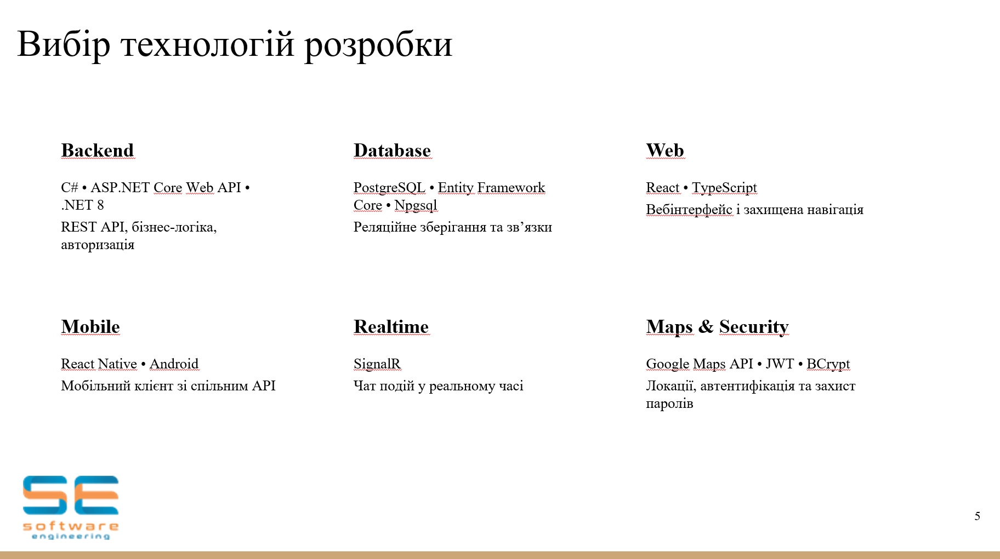 Вибір технологій розробки
Backend
C# • ASP.NET Core Web API •
.NET 8
REST API, бізнес-логіка,
авторизація
Database
PostgreSQL • Entity Framework
Core • Npgsql
Реляційне зберігання та зв’язки
Web
React • TypeScript
Вебінтерфейс і захищена навігація
Mobile
React Native • Android
Мобільний клієнт зі спільним API
Realtime
SignalR
Чат подій у реальному часі
Maps & Security
Google Maps API • JWT • BCrypt
Локації, автентифікація та захист
паролів
SE
software
engineering
5